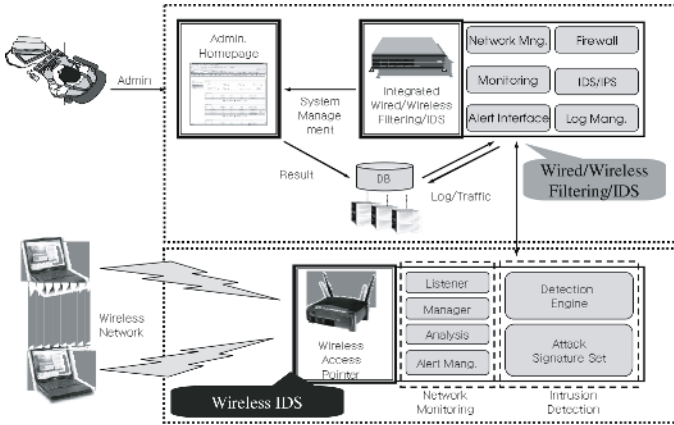 Admin
Admin.
Homepage
System
Manage
ment
Integrated
Wired/Wireless
Filtering/IDS
Network Mng.
Firewall
Monitoring
IDS/IPS
Alert Interface
Log Mang.
Result
DB
Log/Traffic
Wired/Wireless
Filtering/IDS
Wireless
Network
Wireless
Access
Pointer
Wireless IDS
Listener
Manager
Analysis
Alert Mang.
Network
Monitoring
Detection
Engine
Attack
Signature Set
Intrusion
Detection